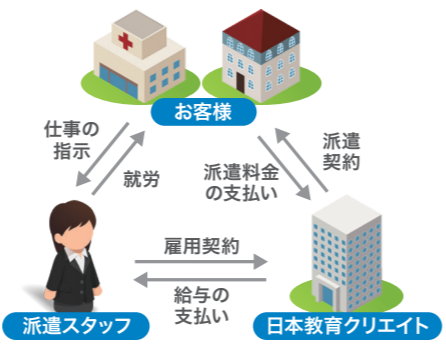 お客様
仕事の
指示
就労
派遣
契約
派遣料金
の支払い
雇用契約
給与の
支払い
派遣スタッフ
日本教育クリエイト